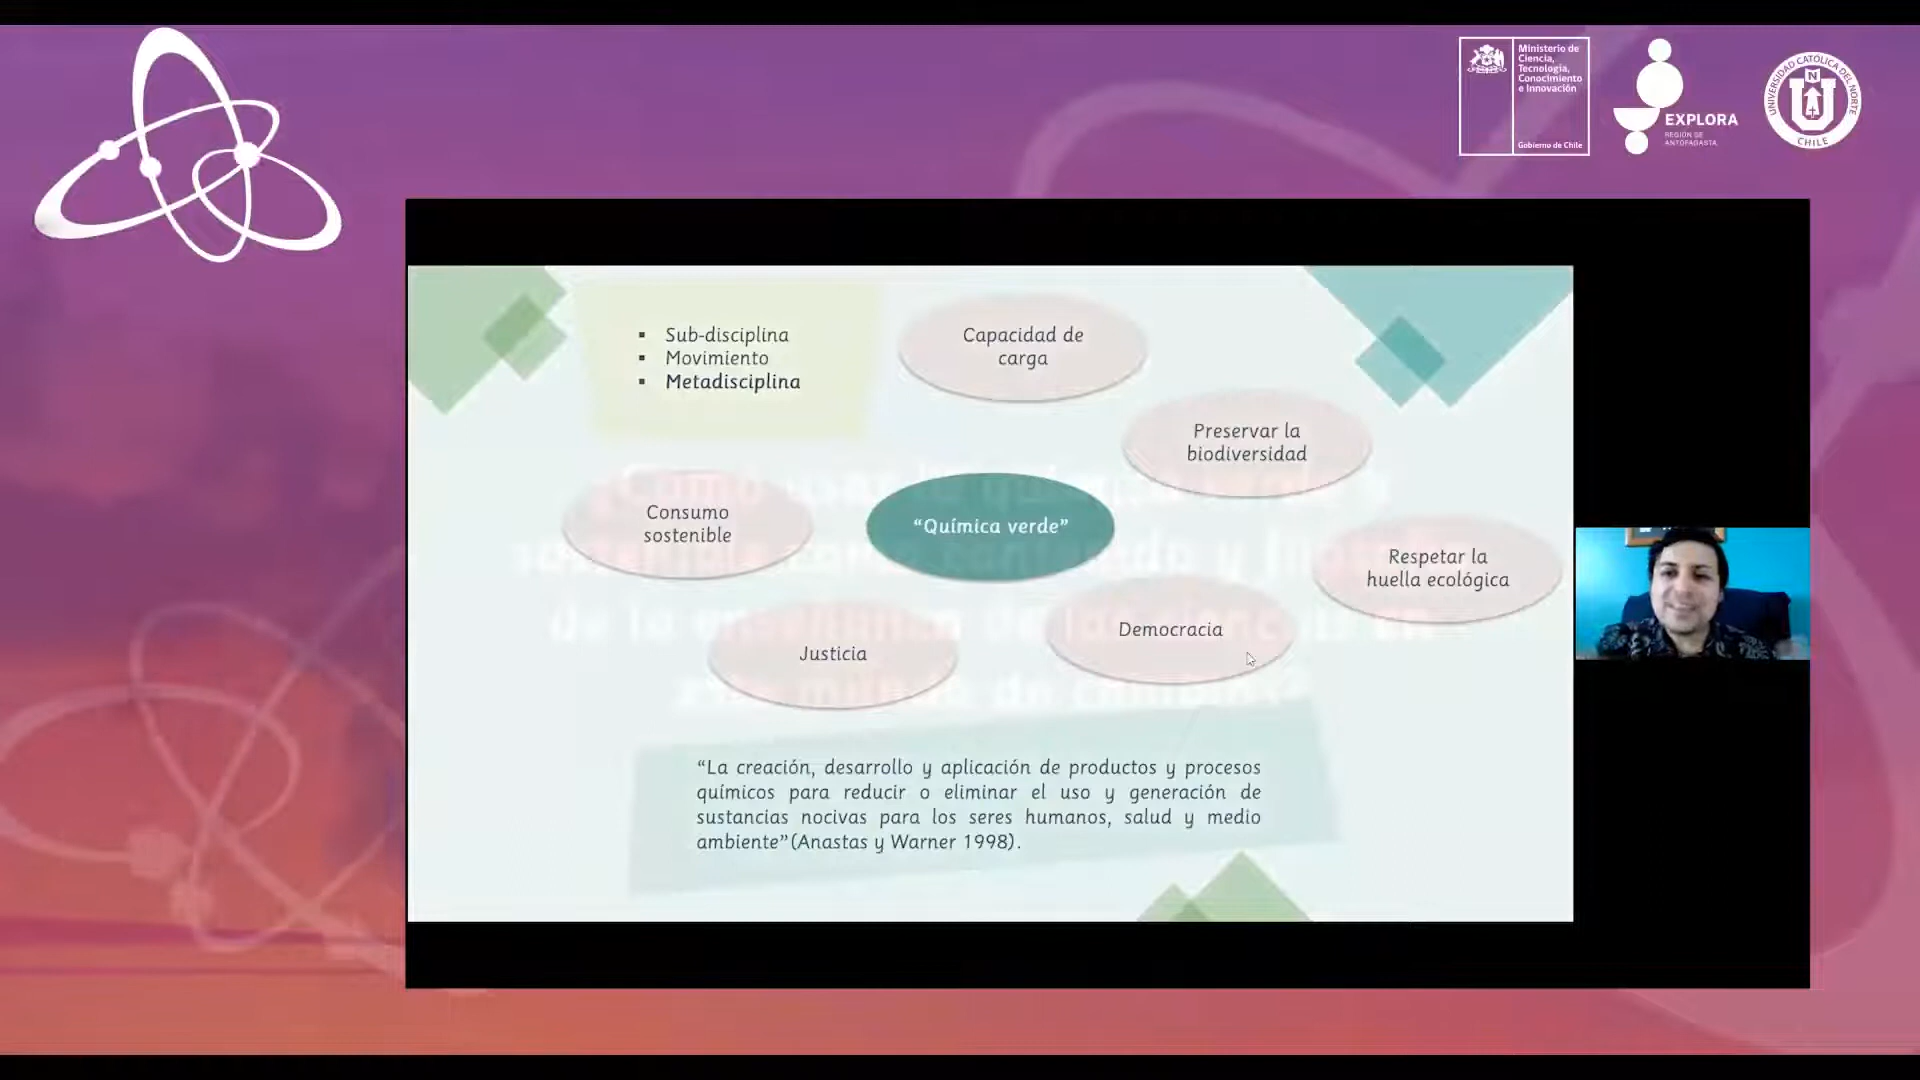 Ministerio de
Ciencia,
Tecnología,
Conocimiento
e Innovación
Gobierno de Chile
EXPLORA
REGIÓN DE
ANTOFAGASTA
UNIVERSIDAD CATOLICA DEL NORTE
N
CHILE
▪ Sub-disciplina
▪ Movimiento
▪ Metadisciplina
Capacidad de
carga
Preservar la
biodiversidad
Consumo
sostenible
“Química verde”
Respetar la
huella ecológica
Democracia
Justicia
“La creación, desarrollo y aplicación de productos y procesos
químicos para reducir o eliminar el uso y generación de
sustancias nocivas para los seres humanos, salud y medio
ambiente”(Anastas y Warner 1998).